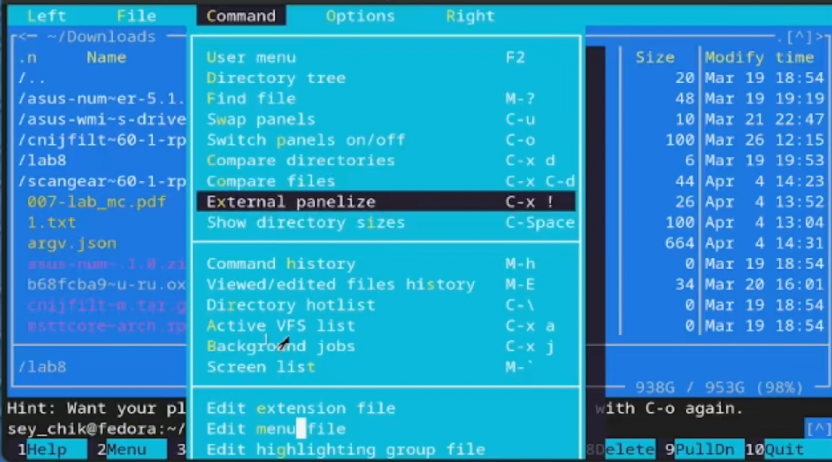 Left File Command Options Right
<─ ~/Downloads .[^]>
.n Name Size Modify time
/.. 20 Mar 19 18:54
/asus-num~er-5.1. 48 Mar 19 19:19
/asus-wmi~s-drive 10 Mar 21 22:47
/cnijfilt~60-1-rp 100 Mar 26 12:15
/lab8 6 Mar 19 19:53
/scangear~60-1-rp 44 Apr 4 14:23
007-lab_mc.pdf 26 Apr 4 13:52
1.txt 100 Apr 4 13:04
argv.json 664 Apr 4 14:31
asus-num~.1.0.zi 0 Mar 19 18:54
b68fcba9~u-ru.ox 34 Mar 20 16:01
cnijfilt~m.tar.g 0 Mar 19 18:54
msttcore~arch.rp 0 Mar 19 18:54
/lab8
938G / 953G (98%)
User menu F2
Directory tree
Find file M-?
Swap panels C-u
Switch panels on/off C-o
Compare directories C-x d
Compare files C-x C-d
External panelize C-x !
Show directory sizes C-Space
Command history M-h
Viewed/edited files history M-E
Directory hotlist C-\
Active VFS list C-x a
Background jobs C-x j
Screen list M-`
Edit extension file
Edit menu file
Edit highlighting group file
Hint: Want your pl with C-o again.
sey_chik@fedora:~/ [^]
1Help 2Menu 3 8Delete 9PullDn 10Quit